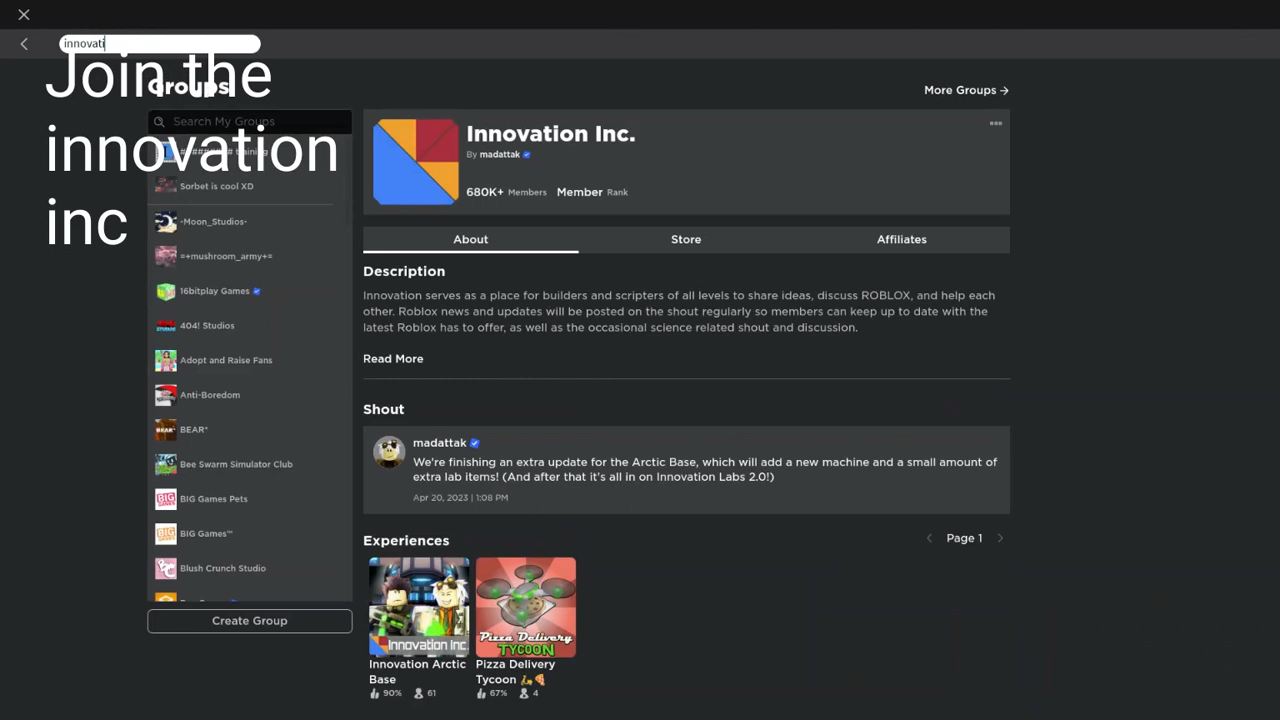 innovati
Join the
innovation
inc
Groups
More Groups →
Search My Groups
######### training
Sorbet is cool XD
-Moon_Studios-
=+mushroom_army+=
16bitplay Games
404! Studios
Adopt and Raise Fans
Anti-Boredom
BEAR*
Bee Swarm Simulator Club
BIG Games Pets
BIG Games™
Blush Crunch Studio
Create Group
Innovation Inc.
By madattak
680K+ Members Member Rank
About Store Affiliates
Description
Innovation serves as a place for builders and scripters of all levels to share ideas, discuss ROBLOX, and help each
other. Roblox news and updates will be posted on the shout regularly so members can keep up to date with the
latest Roblox has to offer, as well as the occasional science related shout and discussion.
Read More
Shout
madattak
We're finishing an extra update for the Arctic Base, which will add a new machine and a small amount of
extra lab items! (And after that it's all in on Innovation Labs 2.0!)
Apr 20, 2023 | 1:08 PM
Experiences
Page 1
Innovation Inc.
Pizza Delivery
TYCOON
Innovation Arctic
Base
90% 61
Pizza Delivery
Tycoon 🛵🍕
67% 4